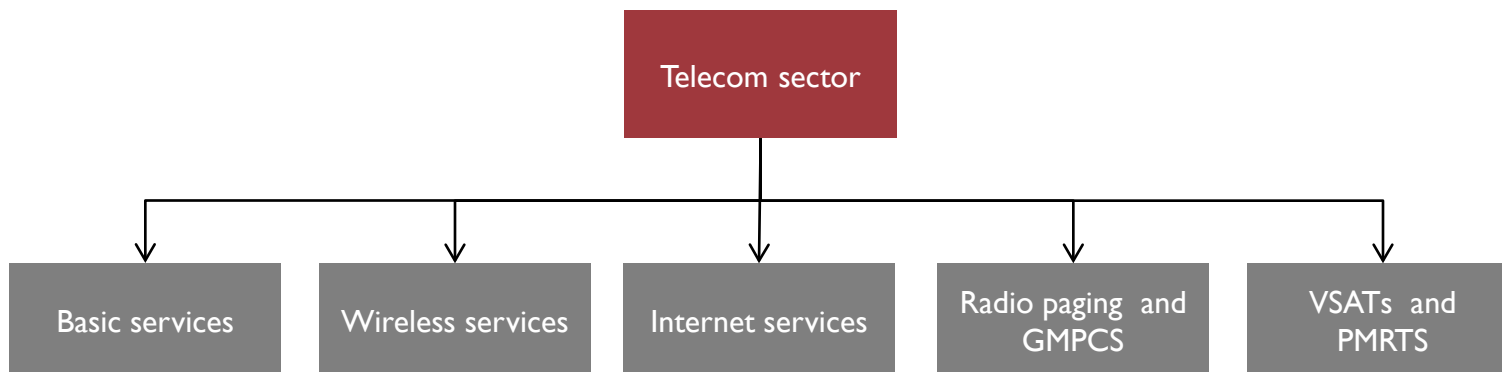 Telecom sector
Basic services
Wireless services
Internet services
Radio paging and
GMPCS
VSATs and
PMRTS